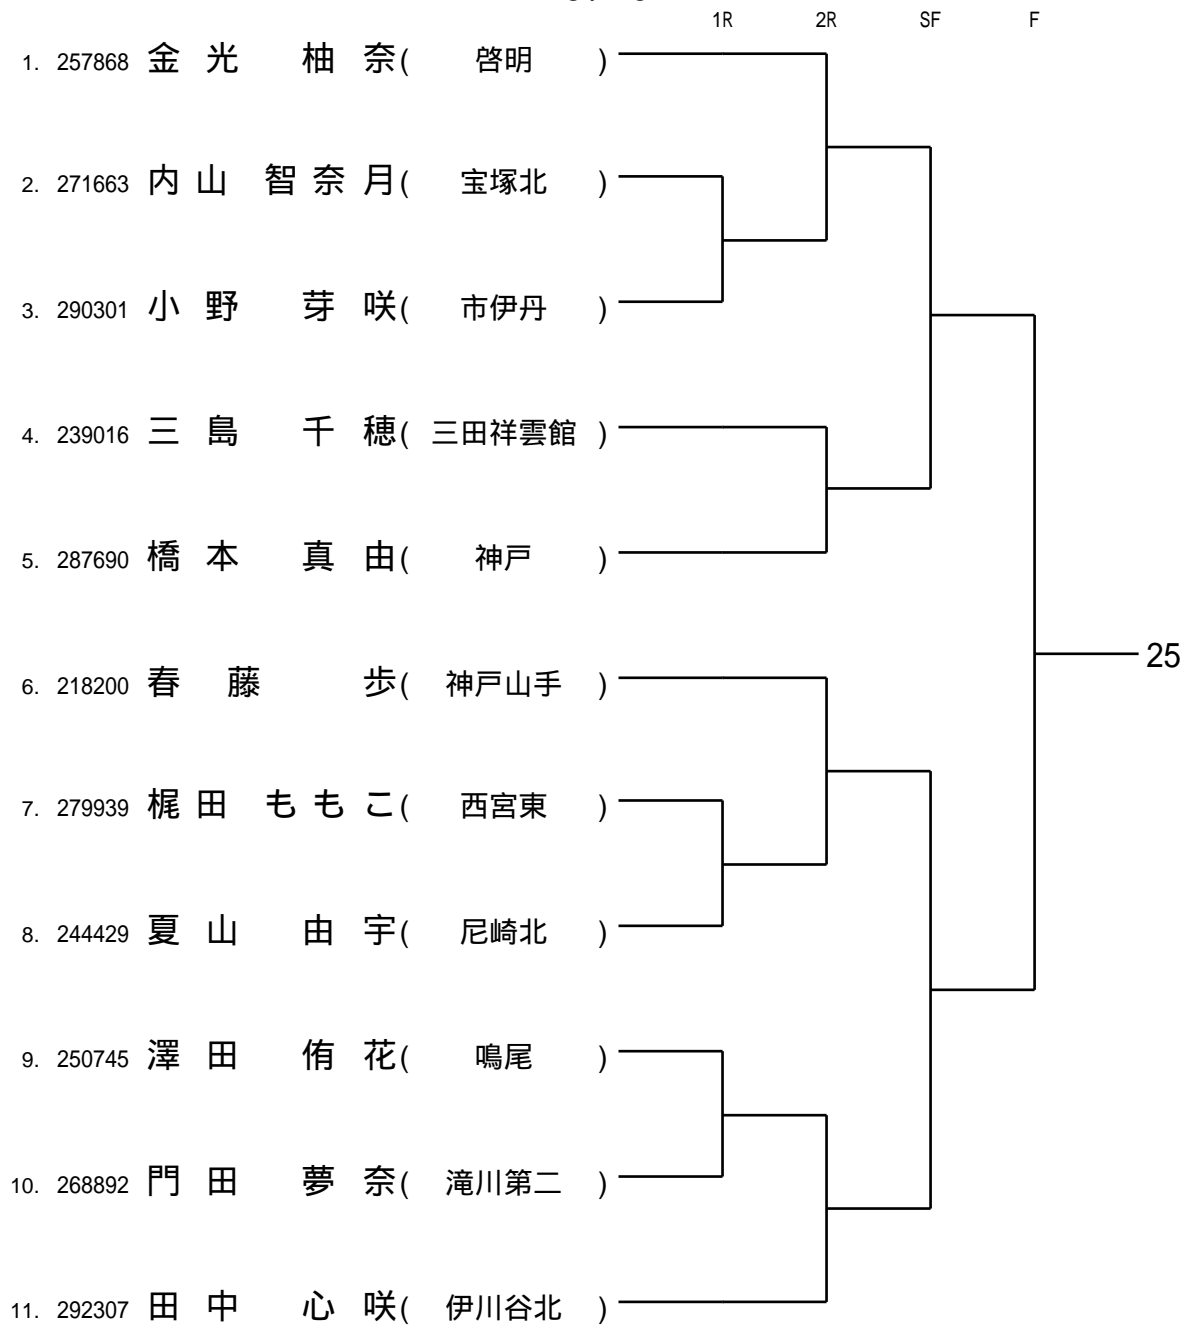 1R 2R SF F
1. 257868 金光 柚奈( 啓明 )
2. 271663 内山 智奈月( 宝塚北 )
3. 290301 小野 芽咲( 市伊丹 )
4. 239016 三島 千穂( 三田祥雲館 )
5. 287690 橋本 真由( 神戸 )
25
6. 218200 春藤 歩( 神戸山手 )
7. 279939 梶田 ももこ( 西宮東 )
8. 244429 夏山 由宇( 尼崎北 )
9. 250745 澤田 侑花( 鳴尾 )
10. 268892 門田 夢奈( 滝川第二 )
11. 292307 田中 心咲( 伊川谷北 )